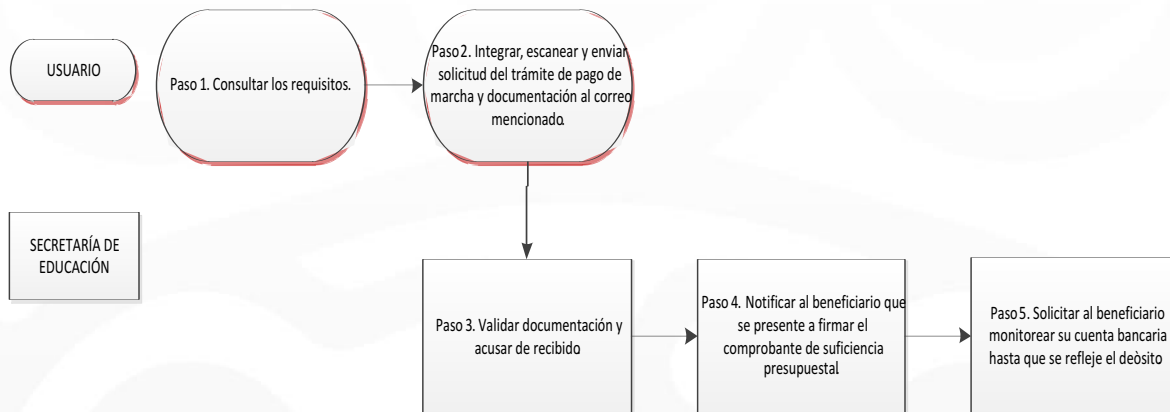 USUARIO
Paso 1. Consultar los requisitos.
Paso 2. Integrar, escanear y enviar
solicitud del trámite de pago de
marcha y documentación al correo
mencionado.
SECRETARÍA DE
EDUCACIÓN
Paso 3. Validar documentación y
acusar de recibido.
Paso 4. Notificar al beneficiario que
se presente a firmar el
comprobante de suficiencia
presupuestal.
Paso 5. Solicitar al beneficiario
monitorear su cuenta bancaria
hasta que se refleje el deòsito